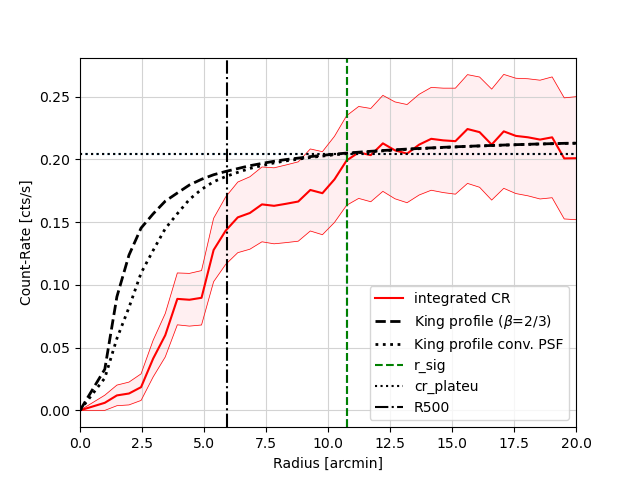 Count-Rate [cts/s]
0.25
0.20
0.15
0.10
0.05
0.00
integrated CR
King profile (β=2/3)
King profile conv. PSF
r_sig
cr_plateu
R500
0.0 2.5 5.0 7.5 10.0 12.5 15.0 17.5 20.0
Radius [arcmin]